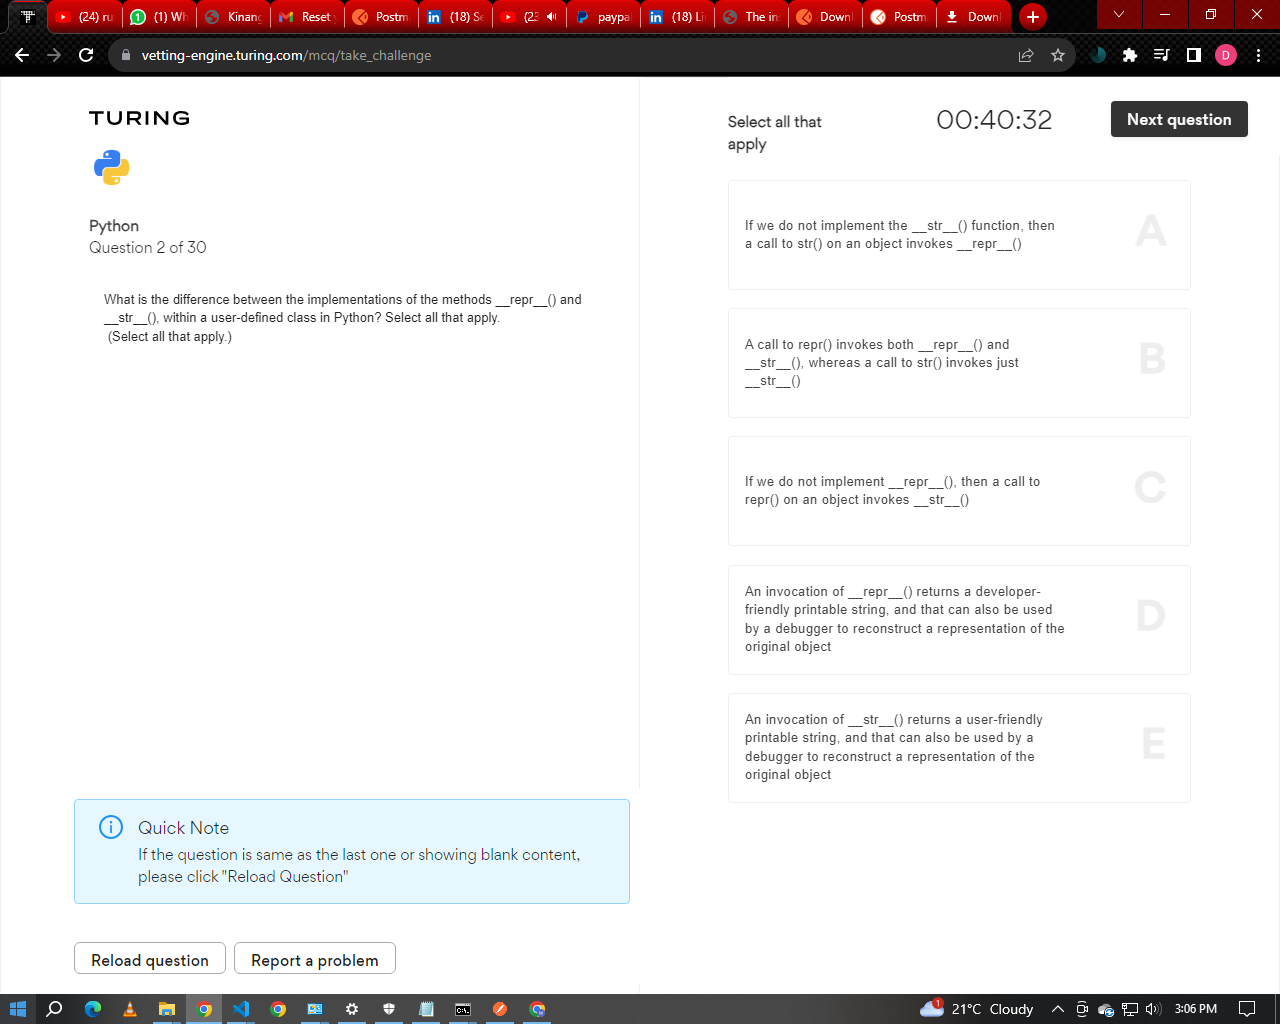 (24) ru
(1) Wh
Kinang
Reset y
Postm
(18) Se
(23
paypa
(18) Li
The in
Downl
Postm
Downl
vetting-engine.turing.com/mcq/take_challenge
D
TURING
Python
Question 2 of 30
What is the difference between the implementations of the methods __repr__() and
__str__(), within a user-defined class in Python? Select all that apply.
(Select all that apply.)
Quick Note
If the question is same as the last one or showing blank content,
please click "Reload Question"
Reload question
Report a problem
Select all that
apply
00:40:32
Next question
If we do not implement the __str__() function, then
a call to str() on an object invokes __repr__()
A
A call to repr() invokes both __repr__() and
__str__(), whereas a call to str() invokes just
__str__()
B
If we do not implement __repr__(), then a call to
repr() on an object invokes __str__()
C
An invocation of __repr__() returns a developer-
friendly printable string, and that can also be used
by a debugger to reconstruct a representation of the
original object
D
An invocation of __str__() returns a user-friendly
printable string, and that can also be used by a
debugger to reconstruct a representation of the
original object
E
1
21°C Cloudy
3:06 PM